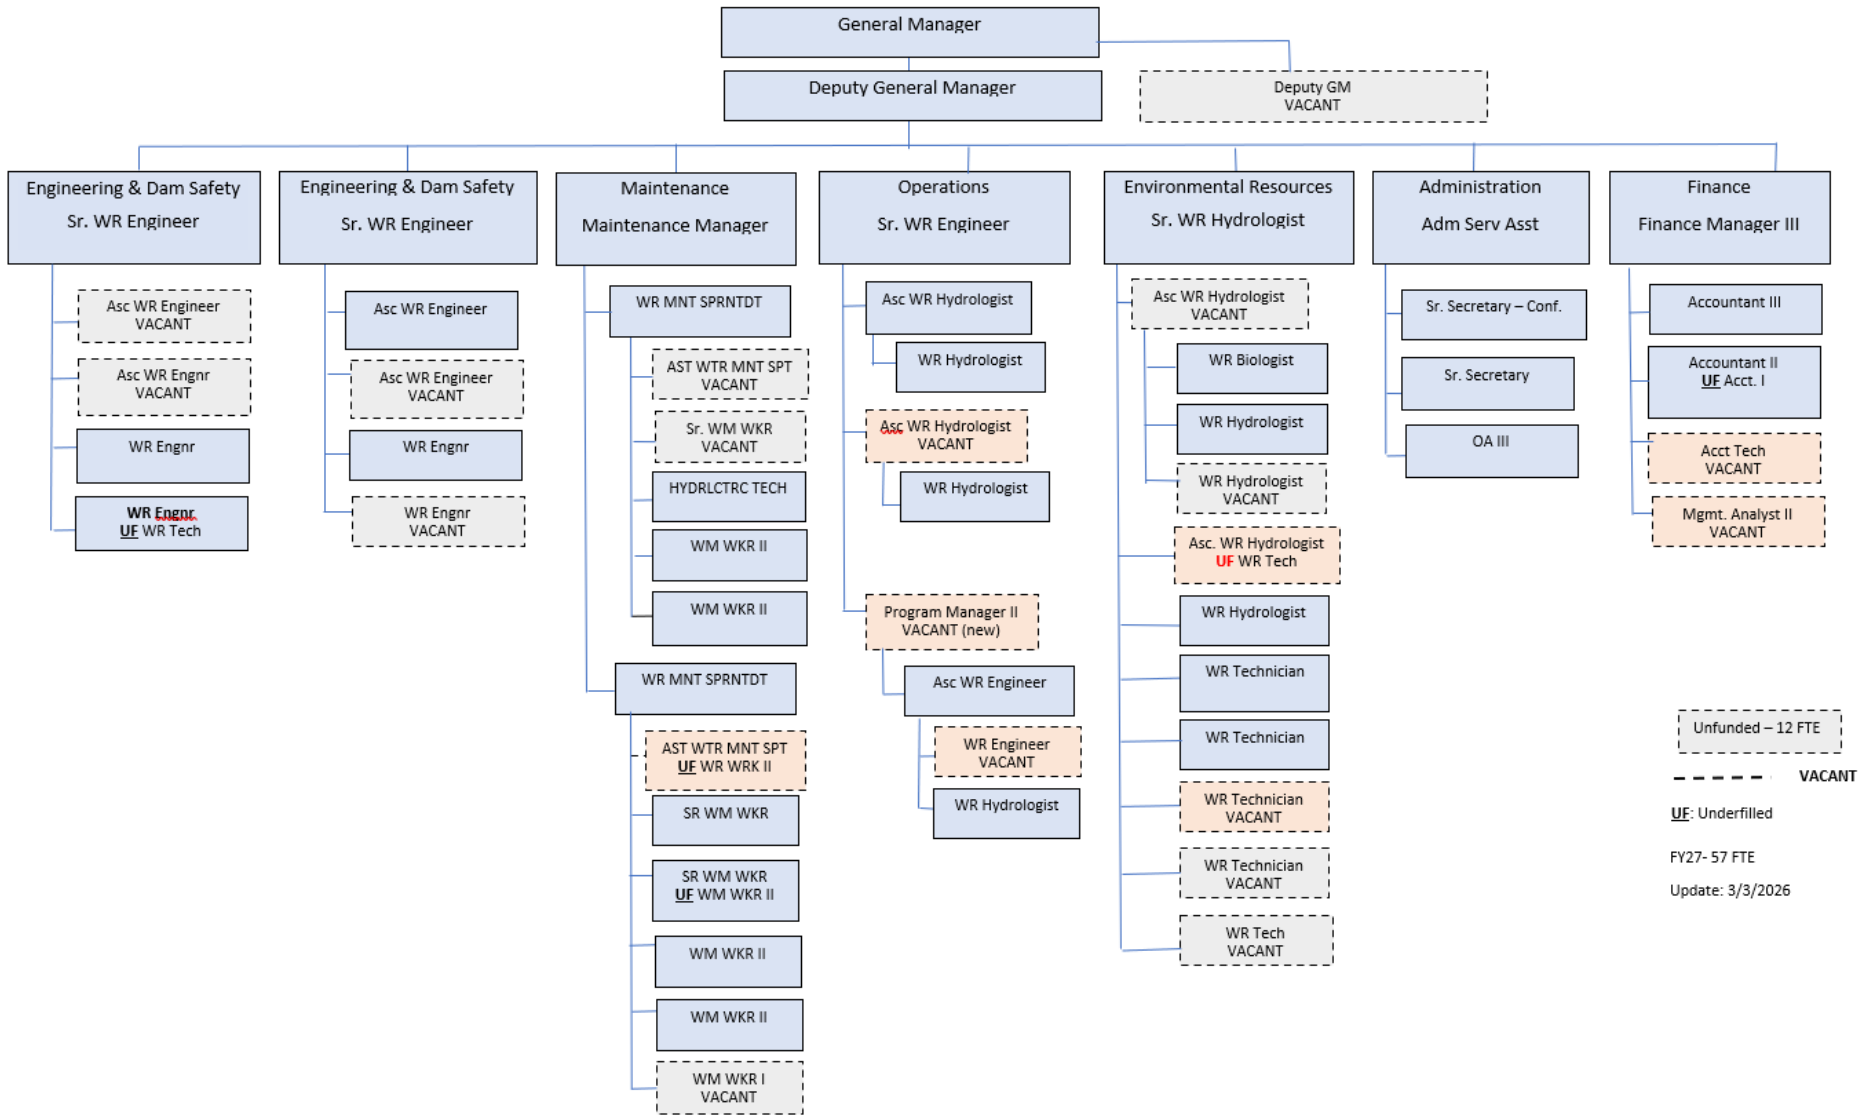 General Manager
Deputy General Manager
Deputy GM
VACANT
Engineering & Dam Safety
Sr. WR Engineer
Asc WR Engineer
VACANT
Asc WR Engnr
VACANT
WR Engnr
WR Engnr
UF WR Tech
Engineering & Dam Safety
Sr. WR Engineer
Asc WR Engineer
Asc WR Engineer
VACANT
WR Engnr
WR Engnr
VACANT
Maintenance
Maintenance Manager
WR MNT SPRNTDT
AST WTR MNT SPT
VACANT
Sr. WM WKR
VACANT
HYDRLCTRC TECH
WM WKR II
WM WKR II
WR MNT SPRNTDT
AST WTR MNT SPT
UF WR WRK II
SR WM WKR
SR WM WKR
UF WM WKR II
WM WKR II
WM WKR II
WM WKR I
VACANT
Operations
Sr. WR Engineer
Asc WR Hydrologist
WR Hydrologist
Asc WR Hydrologist
VACANT
WR Hydrologist
Program Manager II
VACANT (new)
Asc WR Engineer
WR Engineer
VACANT
WR Hydrologist
Environmental Resources
Sr. WR Hydrologist
Asc WR Hydrologist
VACANT
WR Biologist
WR Hydrologist
WR Hydrologist
VACANT
Asc. WR Hydrologist
UF WR Tech
WR Hydrologist
WR Technician
WR Technician
WR Technician
VACANT
WR Technician
VACANT
WR Tech
VACANT
Administration
Adm Serv Asst
Sr. Secretary – Conf.
Sr. Secretary
OA III
Finance
Finance Manager III
Accountant III
Accountant II
UF Acct. I
Acct Tech
VACANT
Mgmt. Analyst II
VACANT
Unfunded – 12 FTE
VACANT
UF: Underfilled
FY27- 57 FTE
Update: 3/3/2026